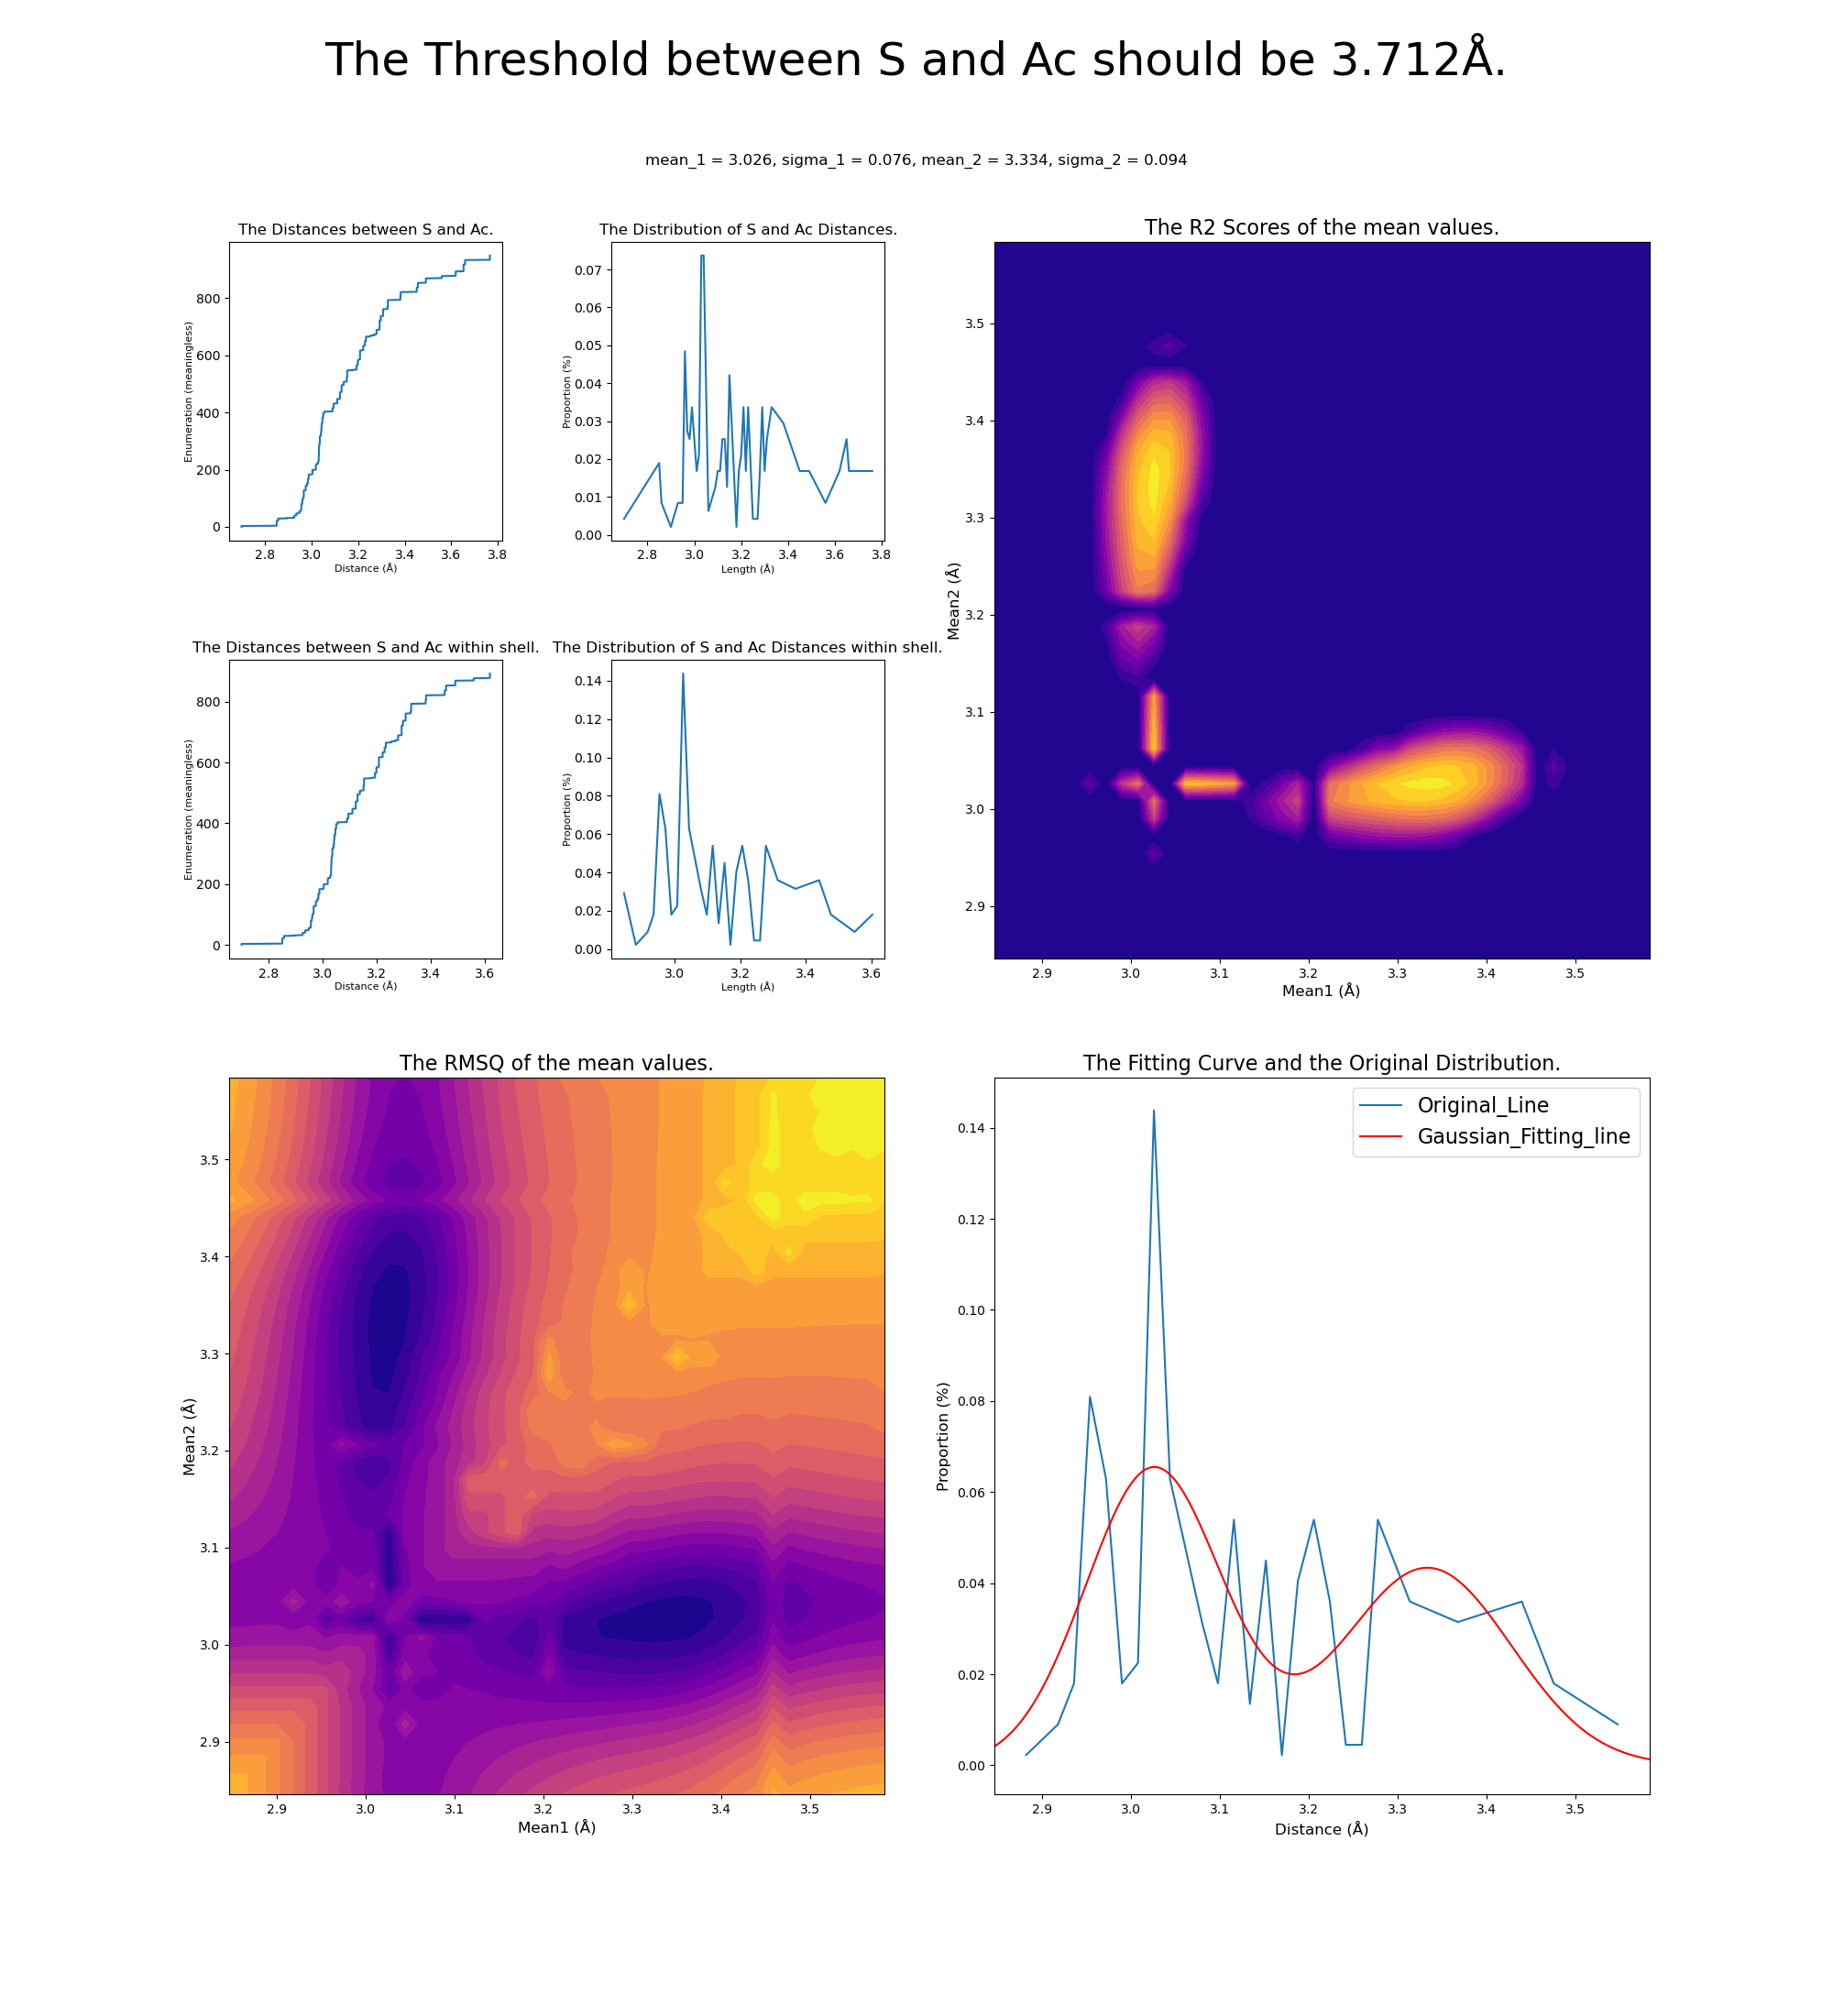 The Threshold between S and Ac should be 3.712Å.
mean_1 = 3.026, sigma_1 = 0.076, mean_2 = 3.334, sigma_2 = 0.094
The Distances between S and Ac.
Enumeration (meaningless)
800
600
400
200
0
2.8 3.0 3.2 3.4 3.6 3.8
Distance (Å)
The Distribution of S and Ac Distances.
Proportion (%)
0.07
0.06
0.05
0.04
0.03
0.02
0.01
0.00
2.8 3.0 3.2 3.4 3.6 3.8
Length (Å)
The R2 Scores of the mean values.
Mean2 (Å)
3.5
3.4
3.3
3.2
3.1
3.0
2.9
2.9 3.0 3.1 3.2 3.3 3.4 3.5
Mean1 (Å)
The Distances between S and Ac within shell.
Enumeration (meaningless)
800
600
400
200
0
2.8 3.0 3.2 3.4 3.6
Distance (Å)
The Distribution of S and Ac Distances within shell.
Proportion (%)
0.14
0.12
0.10
0.08
0.06
0.04
0.02
0.00
3.0 3.2 3.4 3.6
Length (Å)
The RMSQ of the mean values.
Mean2 (Å)
3.5
3.4
3.3
3.2
3.1
3.0
2.9
2.9 3.0 3.1 3.2 3.3 3.4 3.5
Mean1 (Å)
The Fitting Curve and the Original Distribution.
Original_Line
Gaussian_Fitting_line
Proportion (%)
0.14
0.12
0.10
0.08
0.06
0.04
0.02
0.00
2.9 3.0 3.1 3.2 3.3 3.4 3.5
Distance (Å)